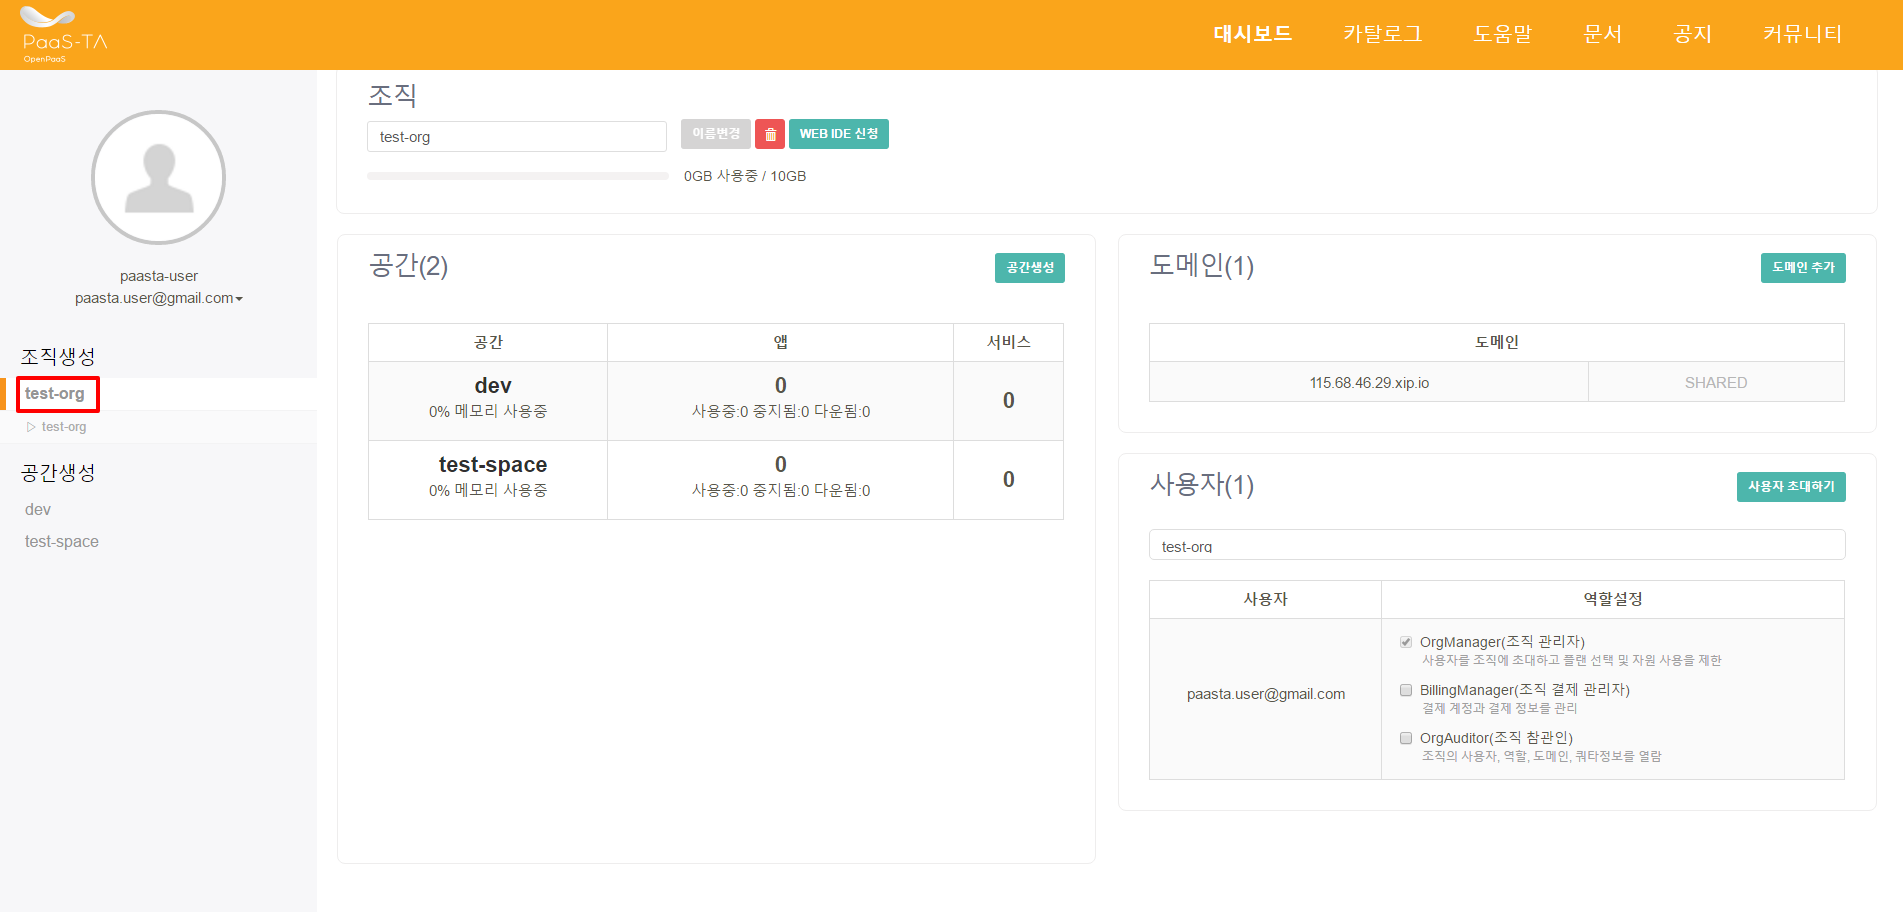 PaaS-TA
OpenPaaS
대시보드 카탈로그 도움말 문서 공지 커뮤니티
paasta-user
paasta.user@gmail.com
조직생성
test-org
test-org
공간생성
dev
test-space
조직
test-org 이름변경 WEB IDE 신청
0GB 사용중 / 10GB
공간(2) 공간생성
공간 앱 서비스
dev 0 0
0% 메모리 사용중 사용중:0 중지됨:0 다운됨:0
test-space 0 0
0% 메모리 사용중 사용중:0 중지됨:0 다운됨:0
도메인(1) 도메인 추가
도메인
115.68.46.29.xip.io SHARED
사용자(1) 사용자 초대하기
test-org
사용자 역할설정
paasta.user@gmail.com
OrgManager(조직 관리자)
사용자를 조직에 초대하고 플랜 선택 및 자원 사용을 제한
BillingManager(조직 결제 관리자)
결제 계정과 결제 정보를 관리
OrgAuditor(조직 참관인)
조직의 사용자, 역할, 도메인, 쿼타정보를 열람